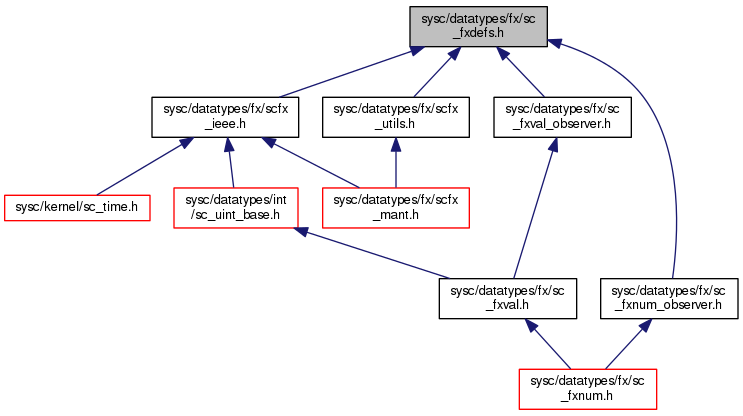 sysc/datatypes/fx/sc
_fxdefs.h
sysc/datatypes/fx/scfx
_ieee.h
sysc/datatypes/fx/scfx
_utils.h
sysc/datatypes/fx/sc
_fxval_observer.h
sysc/kernel/sc_time.h
sysc/datatypes/int
/sc_uint_base.h
sysc/datatypes/fx/scfx
_mant.h
sysc/datatypes/fx/sc
_fxval.h
sysc/datatypes/fx/sc
_fxnum_observer.h
sysc/datatypes/fx/sc
_fxnum.h